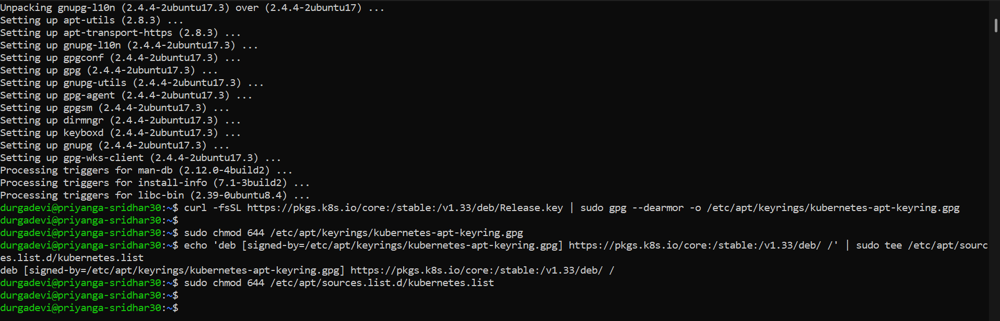 Unpacking gnupg-l10n (2.4.4-2ubuntu17.3) over (2.4.4-2ubuntu17) ...
Setting up apt-utils (2.8.3) ...
Setting up apt-transport-https (2.8.3) ...
Setting up gnupg-l10n (2.4.4-2ubuntu17.3) ...
Setting up gpgconf (2.4.4-2ubuntu17.3) ...
Setting up gpg (2.4.4-2ubuntu17.3) ...
Setting up gnupg-utils (2.4.4-2ubuntu17.3) ...
Setting up gpg-agent (2.4.4-2ubuntu17.3) ...
Setting up gpgsm (2.4.4-2ubuntu17.3) ...
Setting up dirmngr (2.4.4-2ubuntu17.3) ...
Setting up keyboxd (2.4.4-2ubuntu17.3) ...
Setting up gnupg (2.4.4-2ubuntu17.3) ...
Setting up gpg-wks-client (2.4.4-2ubuntu17.3) ...
Processing triggers for man-db (2.12.0-4build2) ...
Processing triggers for install-info (7.1-3build2) ...
Processing triggers for libc-bin (2.39-0ubuntu8.4) ...
durgadevi@priyanga-sridhar30:~$ curl -fsSL https://pkgs.k8s.io/core:/stable:/v1.33/deb/Release.key | sudo gpg --dearmor -o /etc/apt/keyrings/kubernetes-apt-keyring.gpg
durgadevi@priyanga-sridhar30:~$
durgadevi@priyanga-sridhar30:~$ sudo chmod 644 /etc/apt/keyrings/kubernetes-apt-keyring.gpg
durgadevi@priyanga-sridhar30:~$ echo 'deb [signed-by=/etc/apt/keyrings/kubernetes-apt-keyring.gpg] https://pkgs.k8s.io/core:/stable:/v1.33/deb/ /' | sudo tee /etc/apt/sourc
es.list.d/kubernetes.list
deb [signed-by=/etc/apt/keyrings/kubernetes-apt-keyring.gpg] https://pkgs.k8s.io/core:/stable:/v1.33/deb/ /
durgadevi@priyanga-sridhar30:~$ sudo chmod 644 /etc/apt/sources.list.d/kubernetes.list
durgadevi@priyanga-sridhar30:~$
durgadevi@priyanga-sridhar30:~$